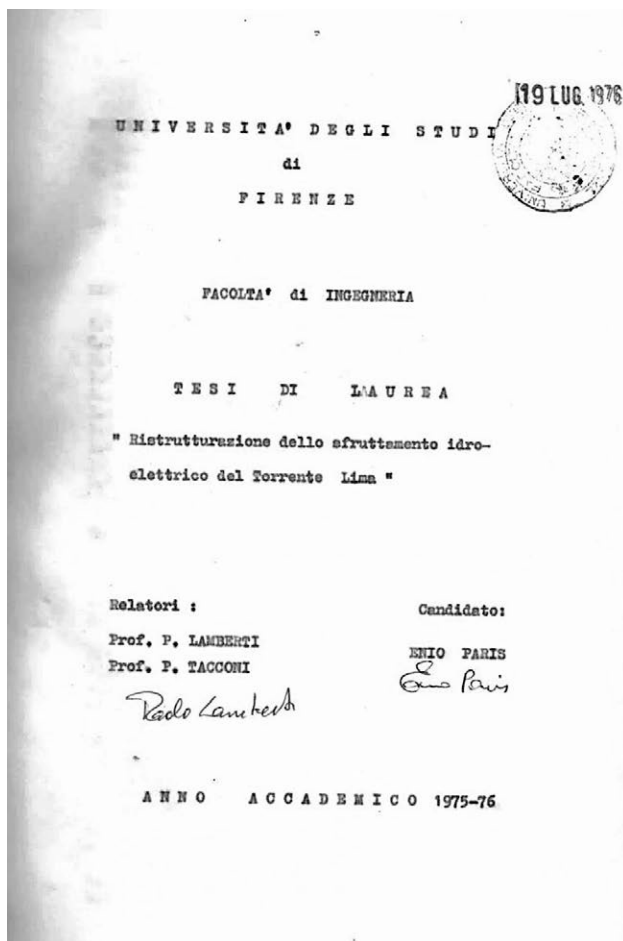 19 LUG. 1976
UNIVERSITA' DEGLI STUDI
di
FIRENZE
FACOLTA' di INGEGNERIA
TESI DI LAUREA
" Ristrutturazione dello sfruttamento idro-
elettrico del Torrente Lima "
Relatori :
Candidato:
Prof. P. LAMBERTI
ENIO PARIS
Prof. P. TACCONI
Enio Paris
Paolo Lamberti
ANNO ACCADEMICO 1975-76